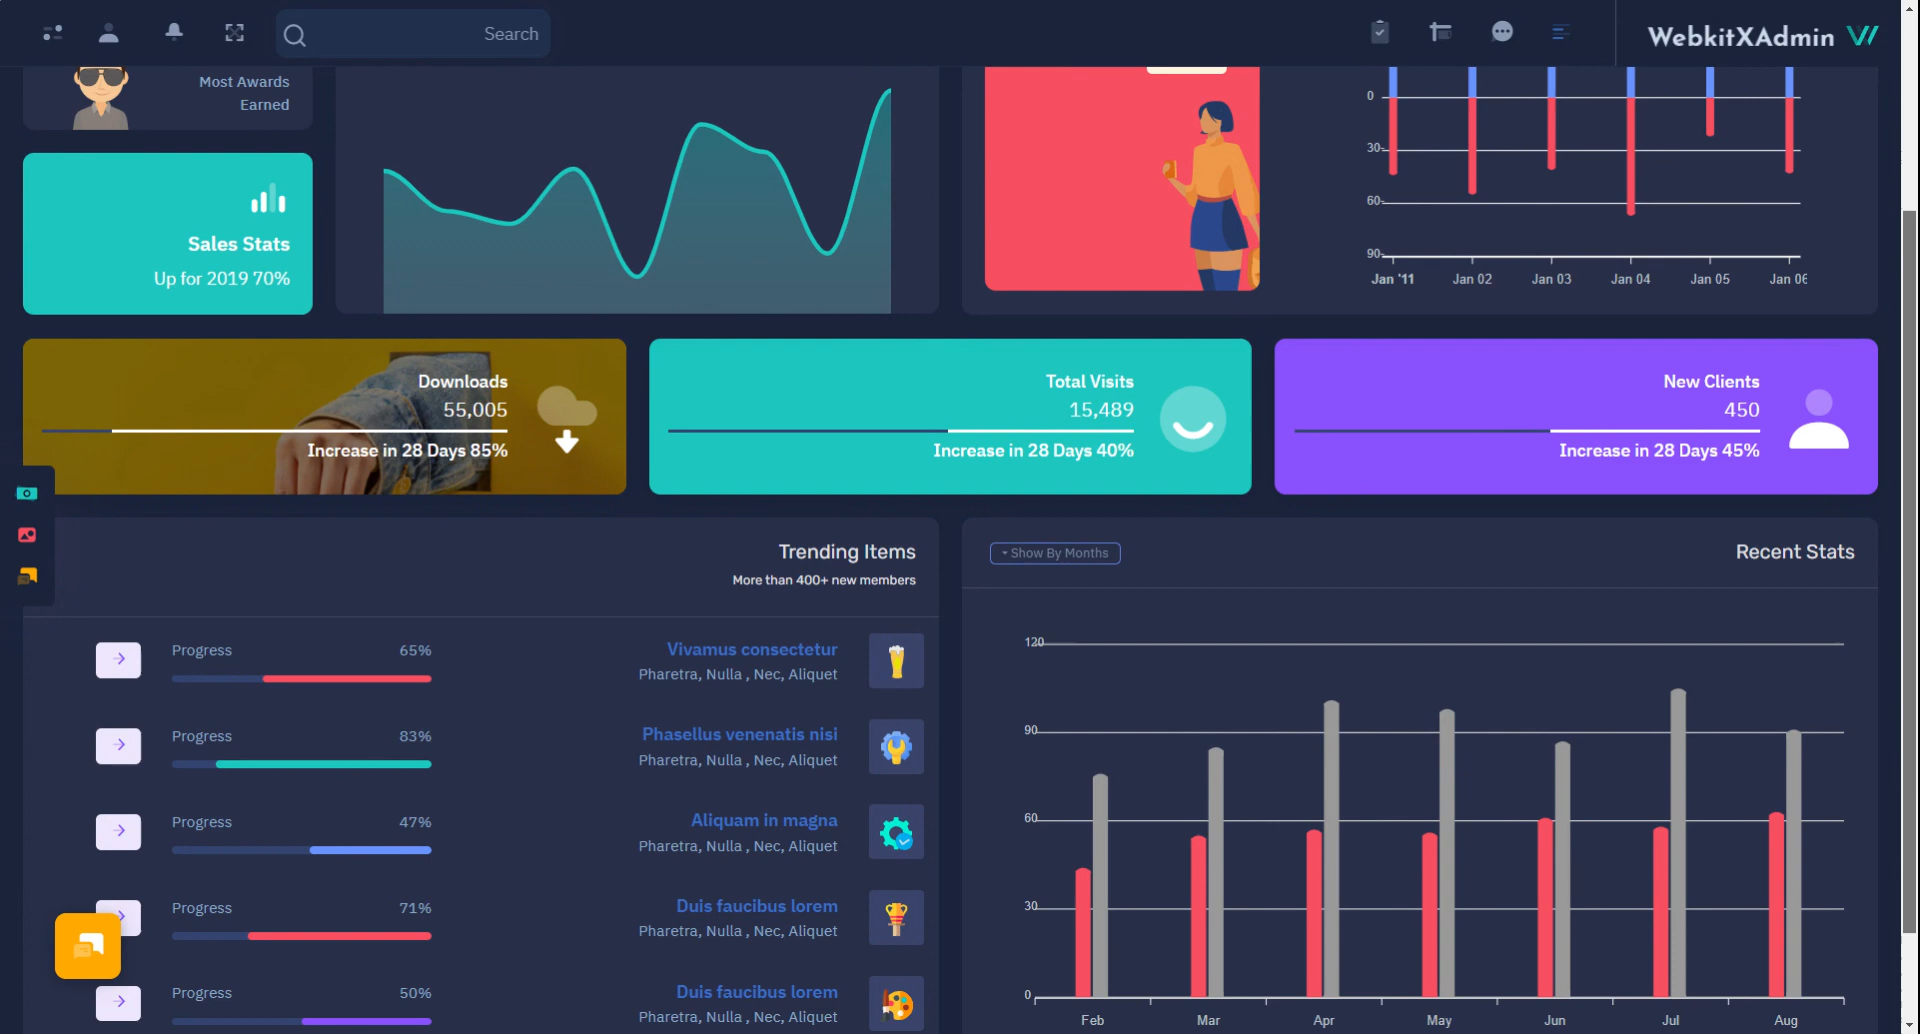 Search
WebkitXAdmin
Most Awards
Earned
Sales Stats
Up for 2019 70%
0
30
60
90
Jan '11 Jan 02 Jan 03 Jan 04 Jan 05 Jan 06
Downloads
55,005
Increase in 28 Days 85%
Total Visits
15,489
Increase in 28 Days 40%
New Clients
450
Increase in 28 Days 45%
Trending Items
More than 400+ new members
Progress 65%
Vivamus consectetur
Pharetra, Nulla , Nec, Aliquet
Progress 83%
Phasellus venenatis nisi
Pharetra, Nulla , Nec, Aliquet
Progress 47%
Aliquam in magna
Pharetra, Nulla , Nec, Aliquet
Progress 71%
Duis faucibus lorem
Pharetra, Nulla , Nec, Aliquet
Progress 50%
Duis faucibus lorem
Pharetra, Nulla , Nec, Aliquet
Show By Months
Recent Stats
120
90
60
30
0
Feb Mar Apr May Jun Jul Aug